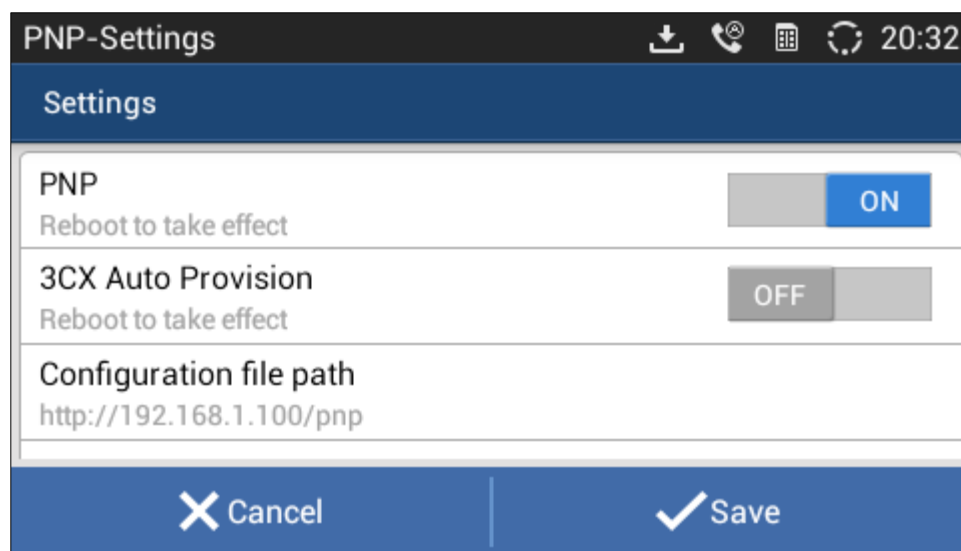 PNP-Settings 20:32
Settings
PNP
ON
Reboot to take effect
3CX Auto Provision
OFF
Reboot to take effect
Configuration file path
http://192.168.1.100/pnp
Cancel Save